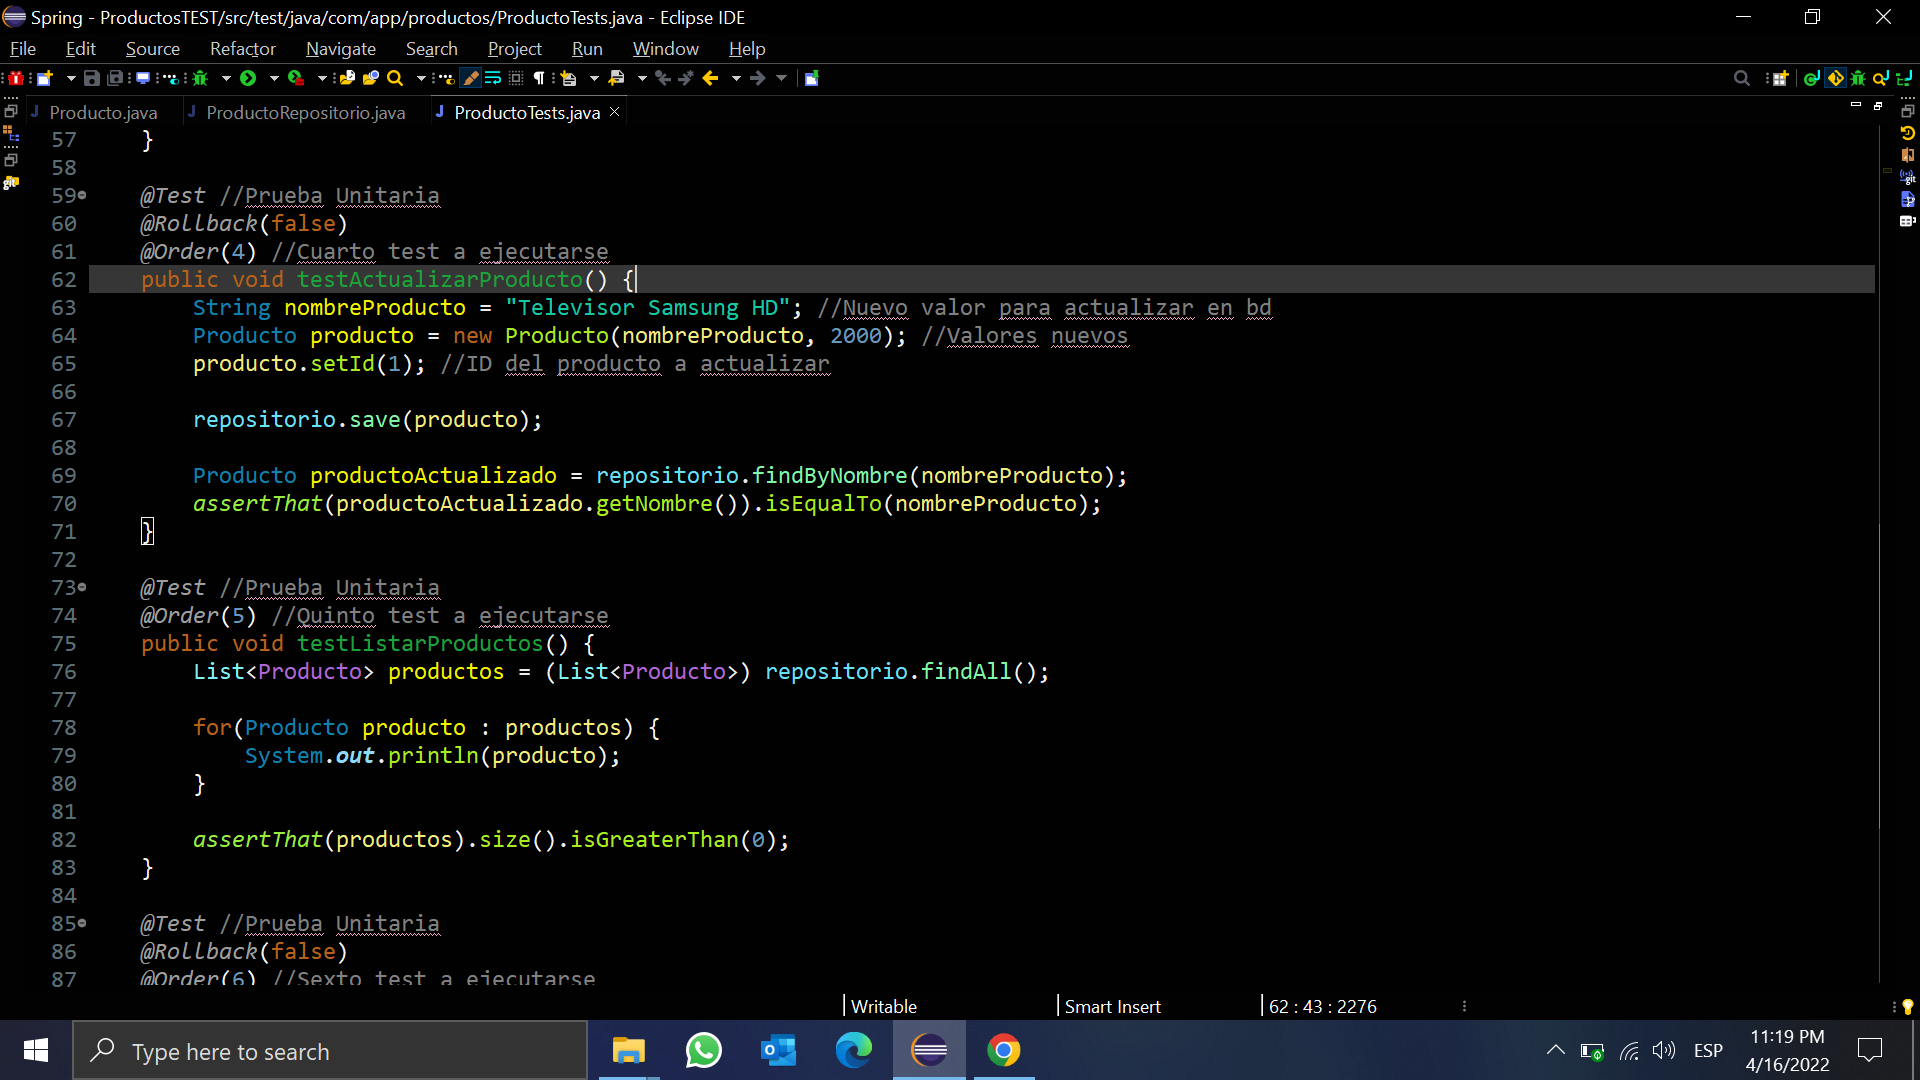 Spring - ProductosTEST/src/test/java/com/app/productos/ProductoTests.java - Eclipse IDE
File Edit Source Refactor Navigate Search Project Run Window Help
Producto.java ProductoRepositorio.java ProductoTests.java
57 }
58
59 @Test //Prueba Unitaria
60 @Rollback(false)
61 @Order(4) //Cuarto test a ejecutarse
62 public void testActualizarProducto() {
63 String nombreProducto = "Televisor Samsung HD"; //Nuevo valor para actualizar en bd
64 Producto producto = new Producto(nombreProducto, 2000); //Valores nuevos
65 producto.setId(1); //ID del producto a actualizar
66
67 repositorio.save(producto);
68
69 Producto productoActualizado = repositorio.findByNombre(nombreProducto);
70 assertThat(productoActualizado.getNombre()).isEqualTo(nombreProducto);
71 }
72
73 @Test //Prueba Unitaria
74 @Order(5) //Quinto test a ejecutarse
75 public void testListarProductos() {
76 List<Producto> productos = (List<Producto>) repositorio.findAll();
77
78 for(Producto producto : productos) {
79 System.out.println(producto);
80 }
81
82 assertThat(productos).size().isGreaterThan(0);
83 }
84
85 @Test //Prueba Unitaria
86 @Rollback(false)
87 @Order(6) //Sexto test a ejecutarse
Writable Smart Insert 62 : 43 : 2276
Type here to search
ESP
11:19 PM
4/16/2022